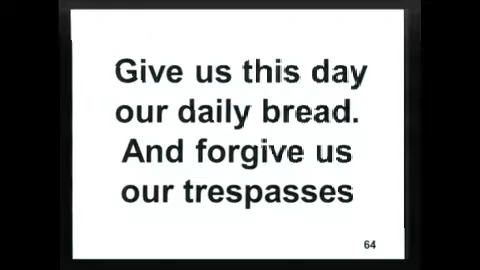 Give us this day
our daily bread.
And forgive us
our trespasses
64